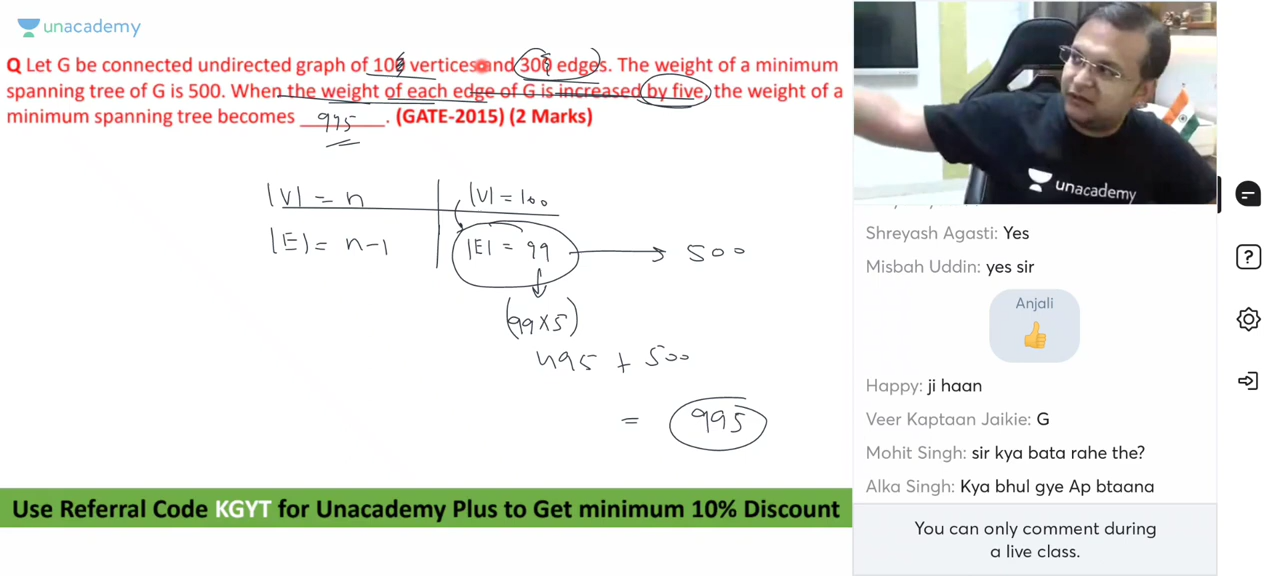 unacademy
Q Let G be connected undirected graph of 100 vertices and 300 edges. The weight of a minimum
spanning tree of G is 500. When the weight of each edge of G is increased by five, the weight of a
minimum spanning tree becomes 995. (GATE-2015) (2 Marks)
|V| = n
|V| = 100
|E| = n-1
|E| = 99
500
(99×5)
495 + 500
= 995
Use Referral Code KGYT for Unacademy Plus to Get minimum 10% Discount
unacademy
Shreyash Agasti: Yes
Misbah Uddin: yes sir
Anjali
Happy: ji haan
Veer Kaptaan Jaikie: G
Mohit Singh: sir kya bata rahe the?
Alka Singh: Kya bhul gye Ap btaana
You can only comment during
a live class.
?